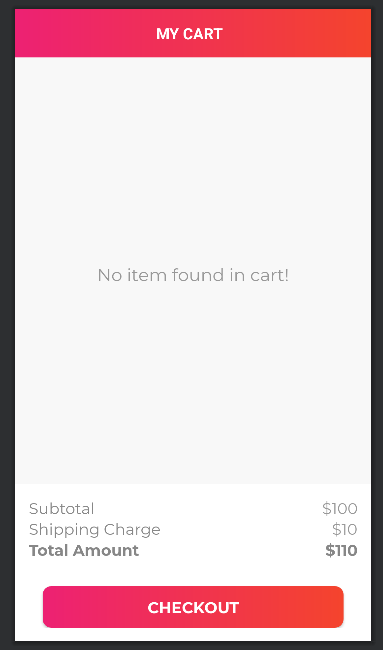 MY CART
No item found in cart!
Subtotal $100
Shipping Charge $10
Total Amount $110
CHECKOUT